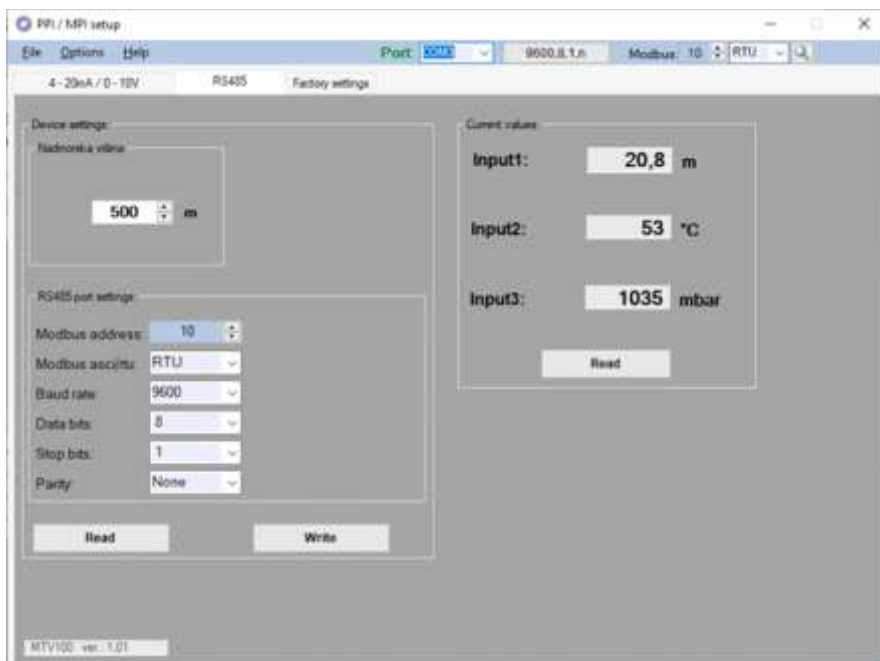 PPI / MPI setup
File Options Help Port COM3 9600,8,1,n Modbus: 10 RTU
4 - 20mA / 0 - 10V RS485 Factory settings
Device settings:
Nadmorska višina
500 m
RS485 port settings:
Modbus address: 10
Modbus ascii/rtu: RTU
Baud rate: 9600
Data bits: 8
Stop bits: 1
Parity: None
Read Write
Current values:
Input1: 20,8 m
Input2: 53 °C
Input3: 1035 mbar
Read
MTV100 ver.: 1.01